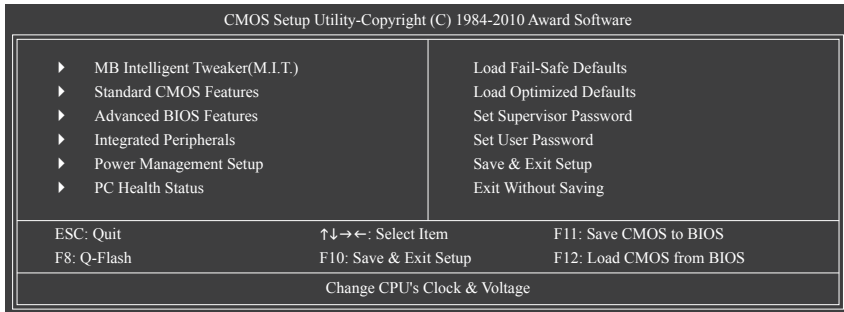 CMOS Setup Utility-Copyright (C) 1984-2010 Award Software
MB Intelligent Tweaker(M.I.T.)
Standard CMOS Features
Advanced BIOS Features
Integrated Peripherals
Power Management Setup
PC Health Status
Load Fail-Safe Defaults
Load Optimized Defaults
Set Supervisor Password
Set User Password
Save & Exit Setup
Exit Without Saving
ESC: Quit ↑↓→←: Select Item F11: Save CMOS to BIOS
F8: Q-Flash F10: Save & Exit Setup F12: Load CMOS from BIOS
Change CPU's Clock & Voltage